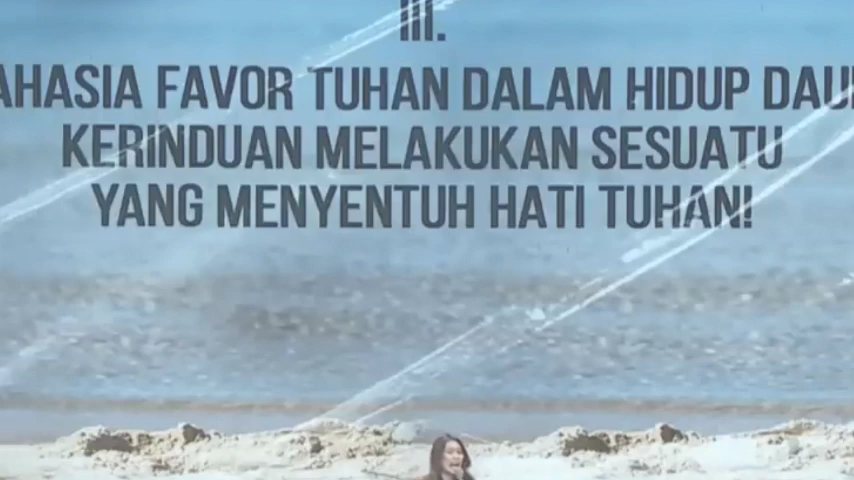 III.
AHASIA FAVOR TUHAN DALAM HIDUP DAU
KERINDUAN MELAKUKAN SESUATU
YANG MENYENTUH HATI TUHAN!